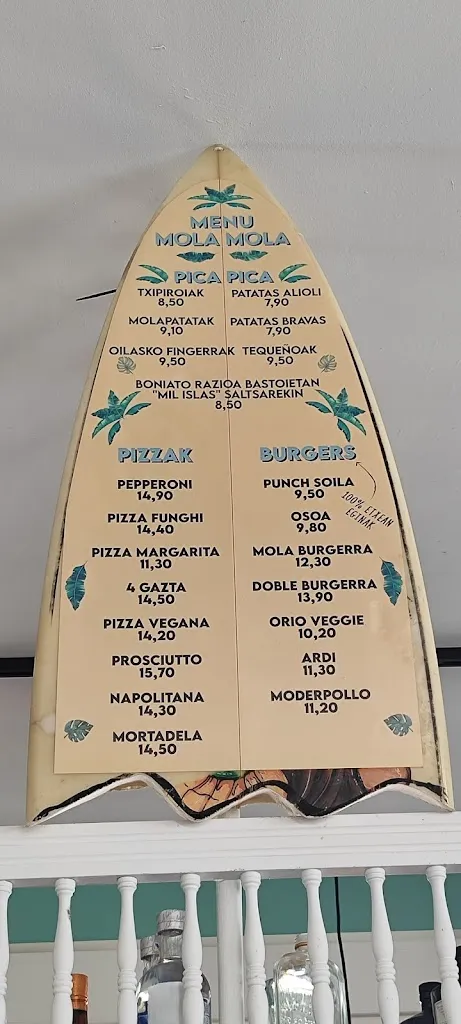 MENU
MOLA MOLA
PICA PICA
TXIPIROIAK
8,50
PATATAS ALIOLI
7,90
MOLAPATATAK
9,10
PATATAS BRAVAS
7,90
OILASKO FINGERRAK
9,50
TEQUEÑOAK
9,50
BONIATO RAZIOA BASTOIETAN
"MIL ISLAS" SALTSAREKIN
8,50
PIZZAK
PEPPERONI
14,90
PIZZA FUNGHI
14,40
PIZZA MARGARITA
11,30
4 GAZTA
14,50
PIZZA VEGANA
14,20
PROSCIUTTO
15,70
NAPOLITANA
14,30
MORTADELA
14,50
BURGERS
100% ETXEAN
EGINAK
PUNCH SOILA
9,50
OSOA
9,80
MOLA BURGERRA
12,30
DOBLE BURGERRA
13,90
ORIO VEGGIE
10,20
ARDI
11,30
MODERPOLLO
11,20